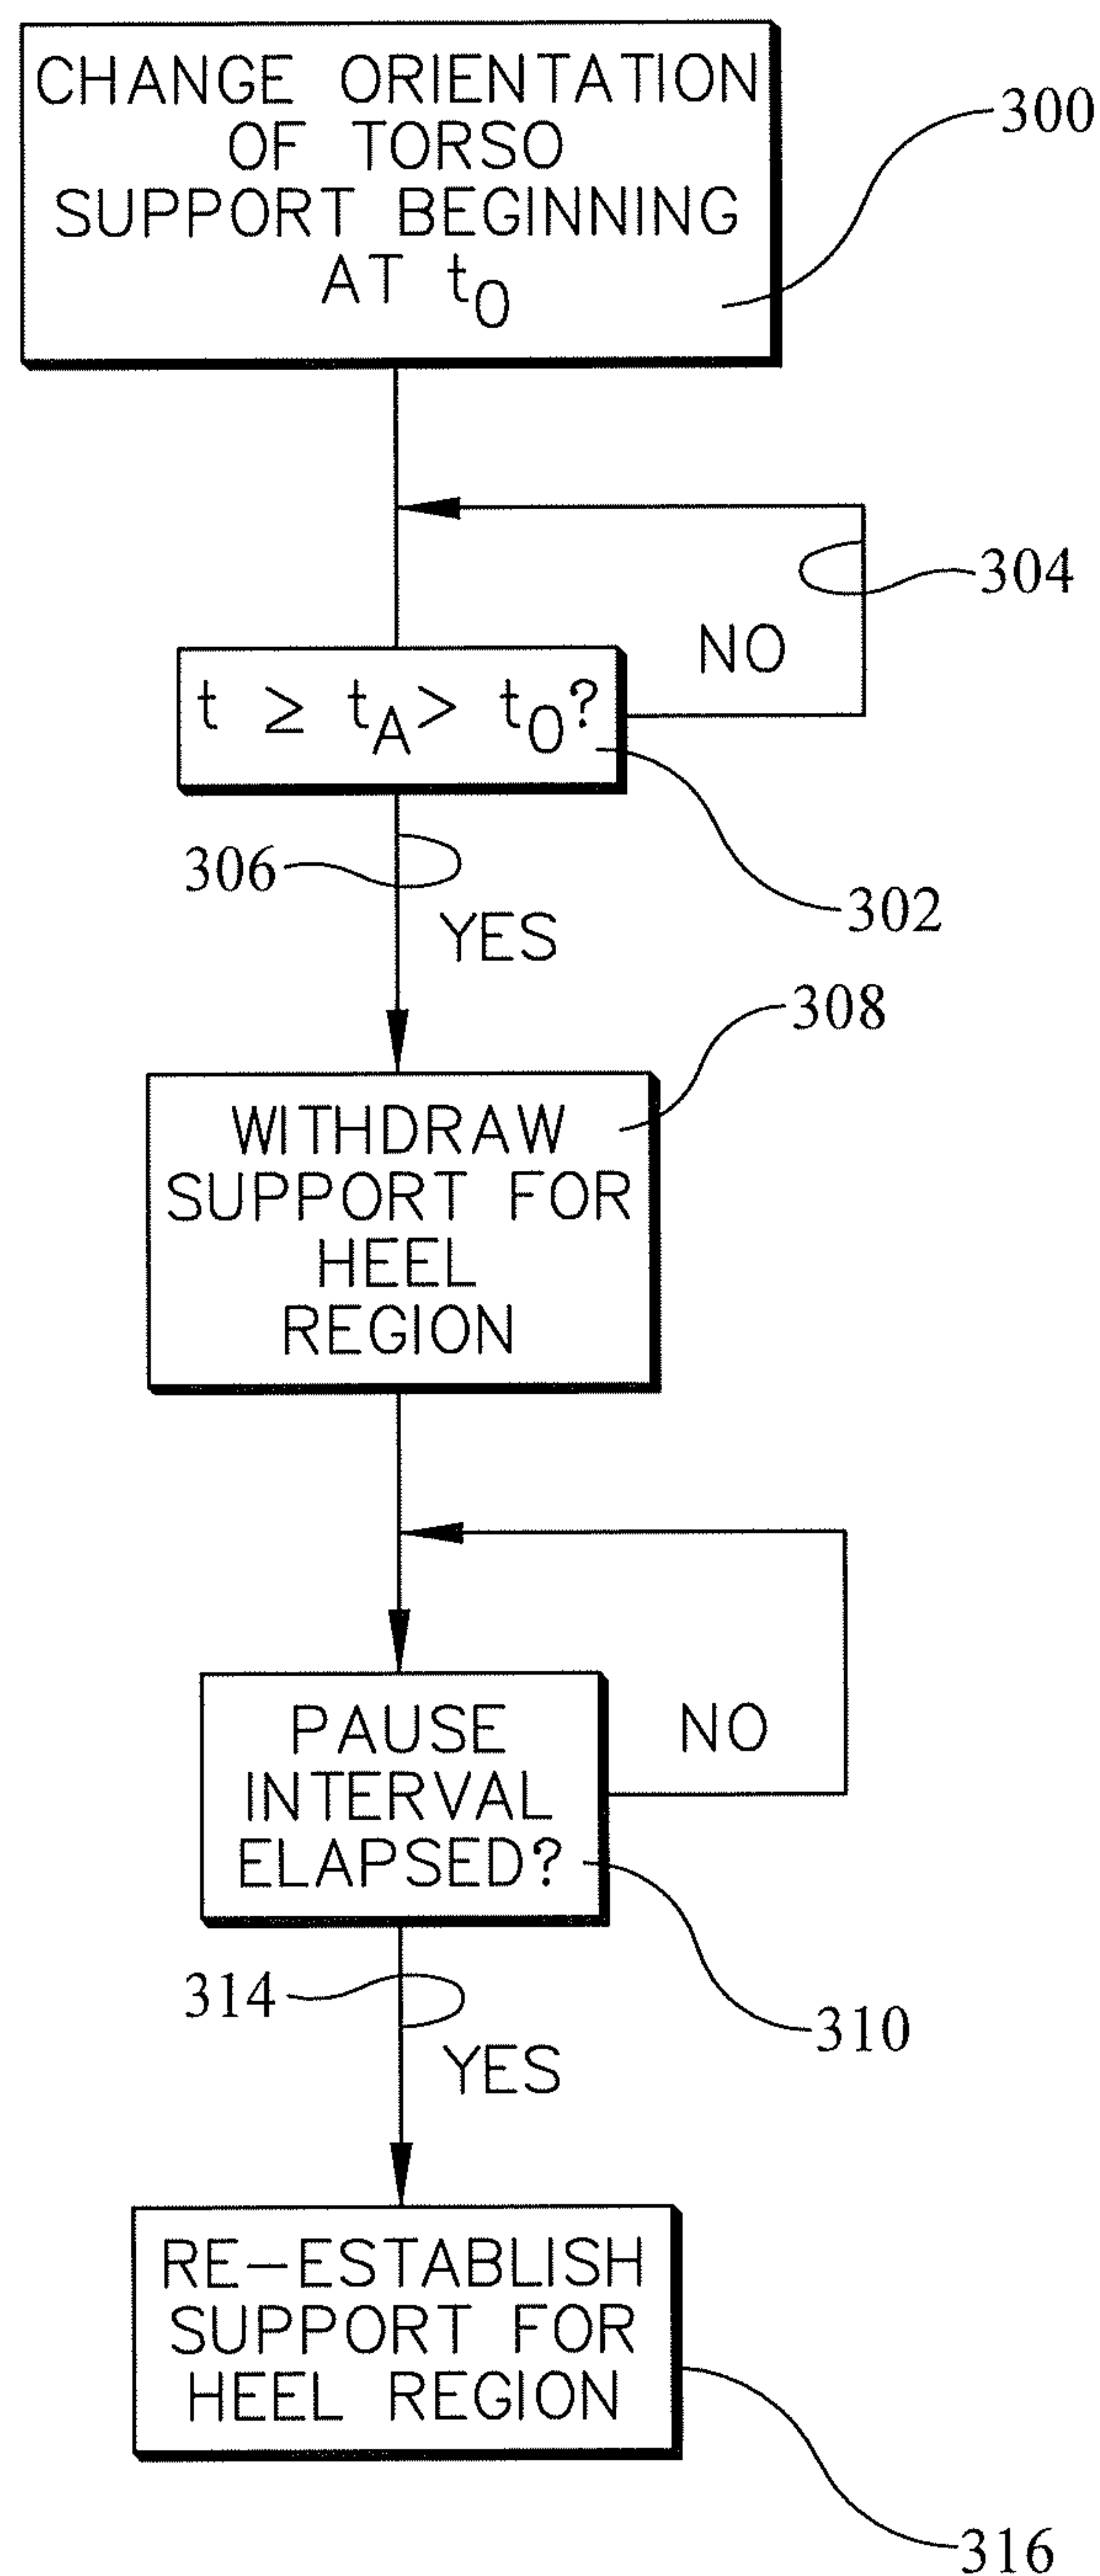 CHANGE ORIENTATION
OF TORSO
SUPPORT BEGINNING
AT t0
300
304
NO
t ≥ tA > t0?
306
302
YES
308
WITHDRAW
SUPPORT FOR
HEEL
REGION
PAUSE
INTERVAL
ELAPSED?
NO
314
310
YES
RE-ESTABLISH
SUPPORT FOR
HEEL REGION
316